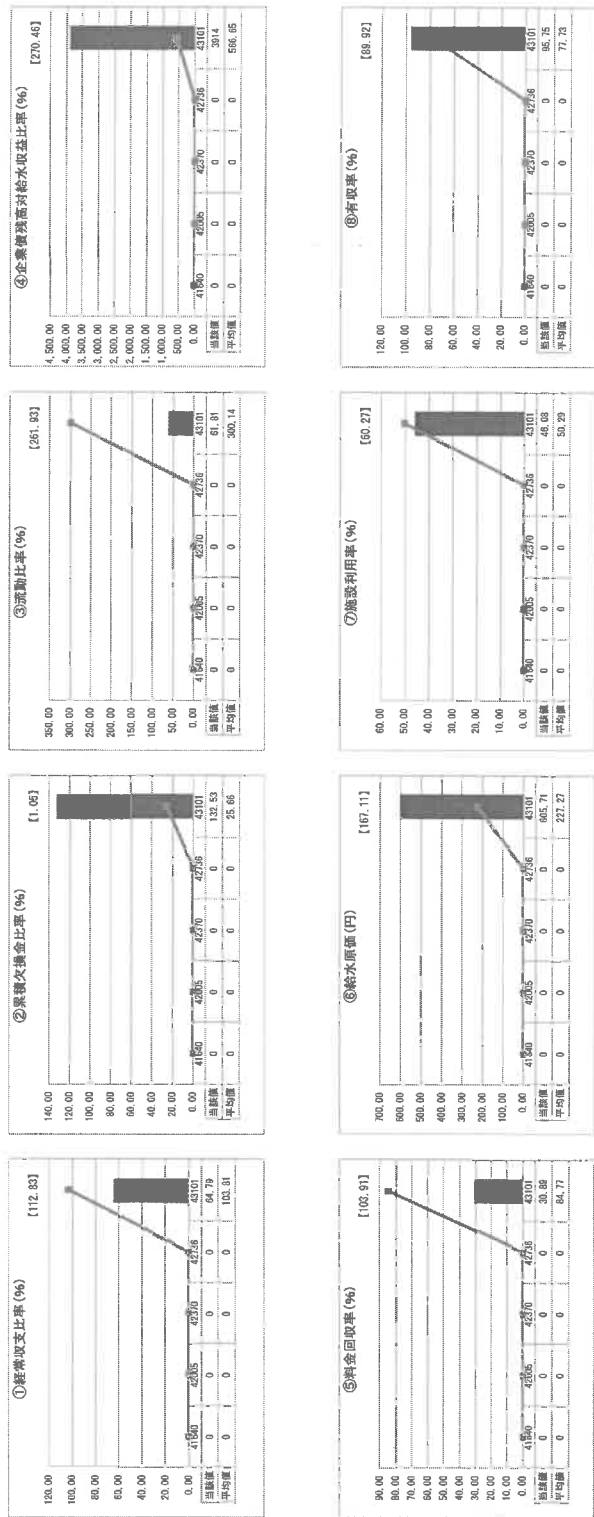 ①経常収支比率(%)
[112.83]
120.00
100.00
80.00
60.00
40.00
20.00
0.00
41640 42005 42370 42736 43101
当該値 0 0 0 0 64.79
平均値 0 0 0 0 103.81
②累積欠損金比率(%)
[1.05]
140.00
120.00
100.00
80.00
60.00
40.00
20.00
0.00
41640 42005 42370 42736 43101
当該値 0 0 0 0 132.53
平均値 0 0 0 0 25.66
③流動比率(%)
[261.93]
350.00
300.00
250.00
200.00
150.00
100.00
50.00
0.00
41640 42005 42370 42736 43101
当該値 0 0 0 0 61.81
平均値 0 0 0 0 300.14
④企業債残高対給水収益比率(%)
[270.46]
4,500.00
4,000.00
3,500.00
3,000.00
2,500.00
2,000.00
1,500.00
1,000.00
500.00
0.00
41640 42005 42370 42736 43101
当該値 0 0 0 0 3914
平均値 0 0 0 0 566.65
⑤料金回収率(%)
[103.91]
90.00
80.00
70.00
60.00
50.00
40.00
30.00
20.00
10.00
0.00
41640 42005 42370 42736 43101
当該値 0 0 0 0 30.89
平均値 0 0 0 0 84.77
⑥給水原価(円)
[167.11]
700.00
600.00
500.00
400.00
300.00
200.00
100.00
0.00
41640 42005 42370 42736 43101
当該値 0 0 0 0 605.71
平均値 0 0 0 0 227.27
⑦施設利用率(%)
[60.27]
60.00
50.00
40.00
30.00
20.00
10.00
0.00
41640 42005 42370 42736 43101
当該値 0 0 0 0 46.08
平均値 0 0 0 0 50.29
⑧有収率(%)
[89.92]
120.00
100.00
80.00
60.00
40.00
20.00
0.00
41640 42005 42370 42736 43101
当該値 0 0 0 0 95.75
平均値 0 0 0 0 77.73